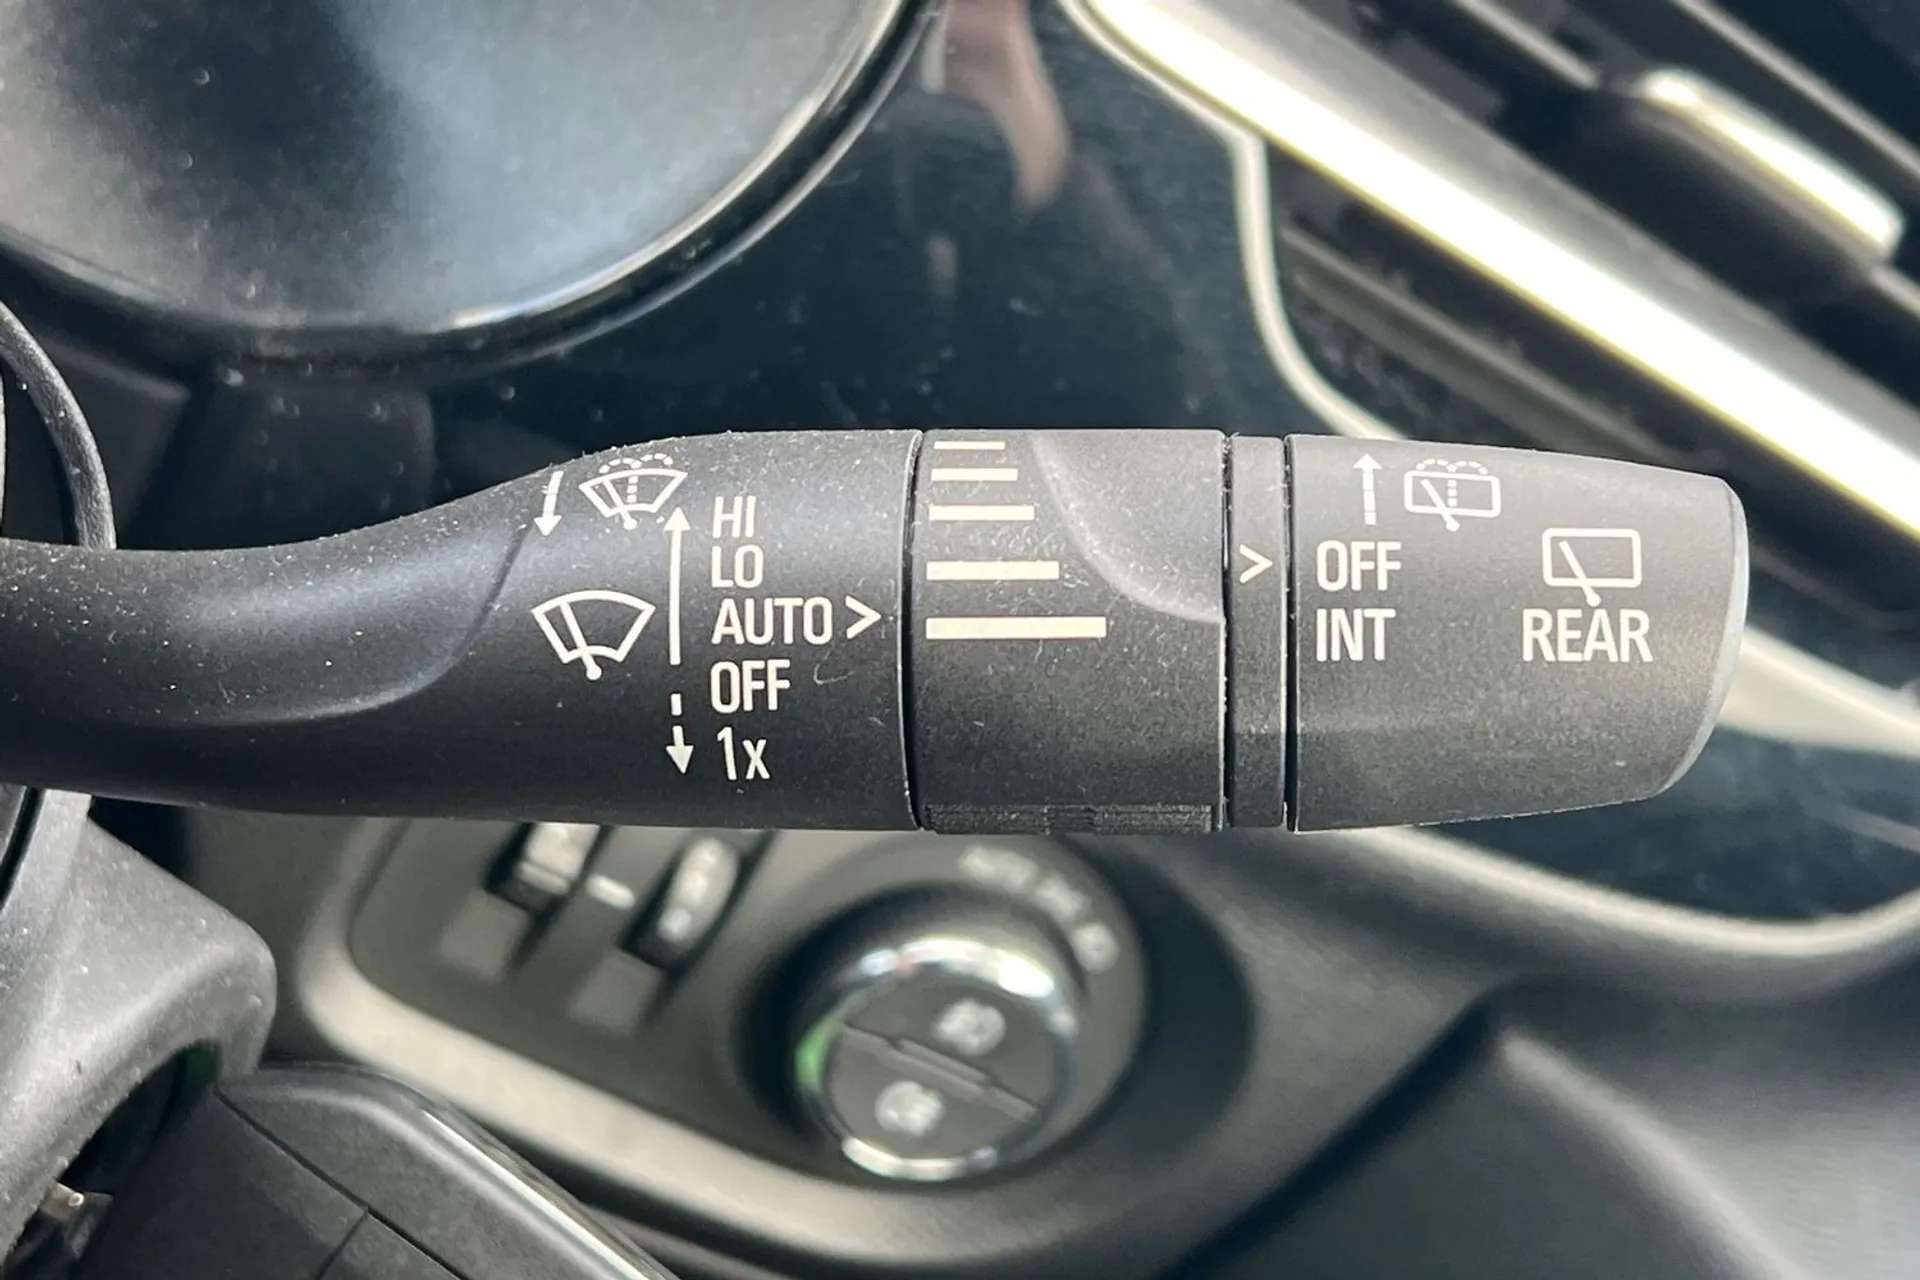 HI
LO
AUTO >
OFF
1x
>
OFF
INT
REAR